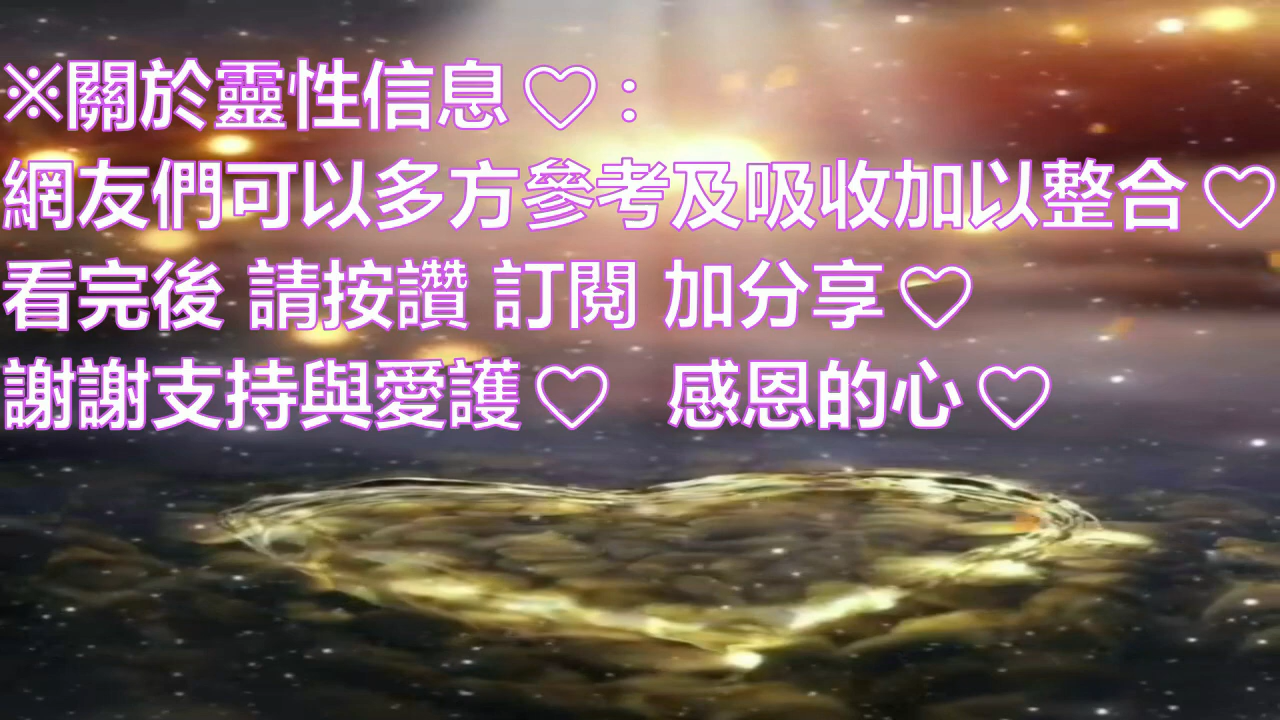 ※關於靈性信息♡:
網友們可以多方參考及吸收加以整合♡
看完後 請按讚 訂閱 加分享♡
謝謝支持與愛護♡ 感恩的心♡